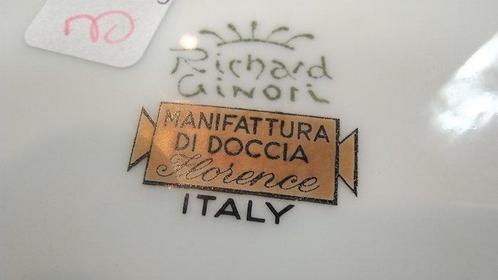 Richard
Ginori
MANIFATTURA
DI DOCCIA
Florence
ITALY